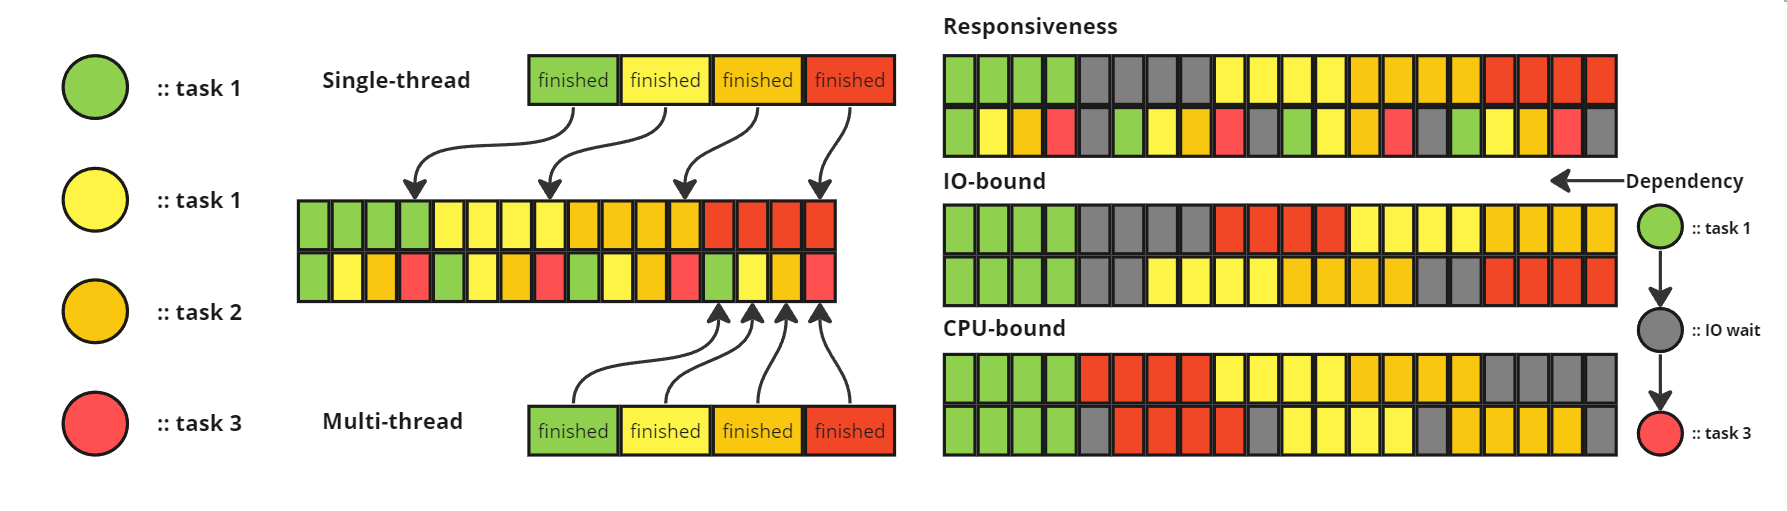 :: task 1
:: task 1
:: task 2
:: task 3
Single-thread
finished finished finished finished
Multi-thread
finished finished finished finished
Responsiveness
IO-bound
CPU-bound
Dependency
:: task 1
:: IO wait
:: task 3